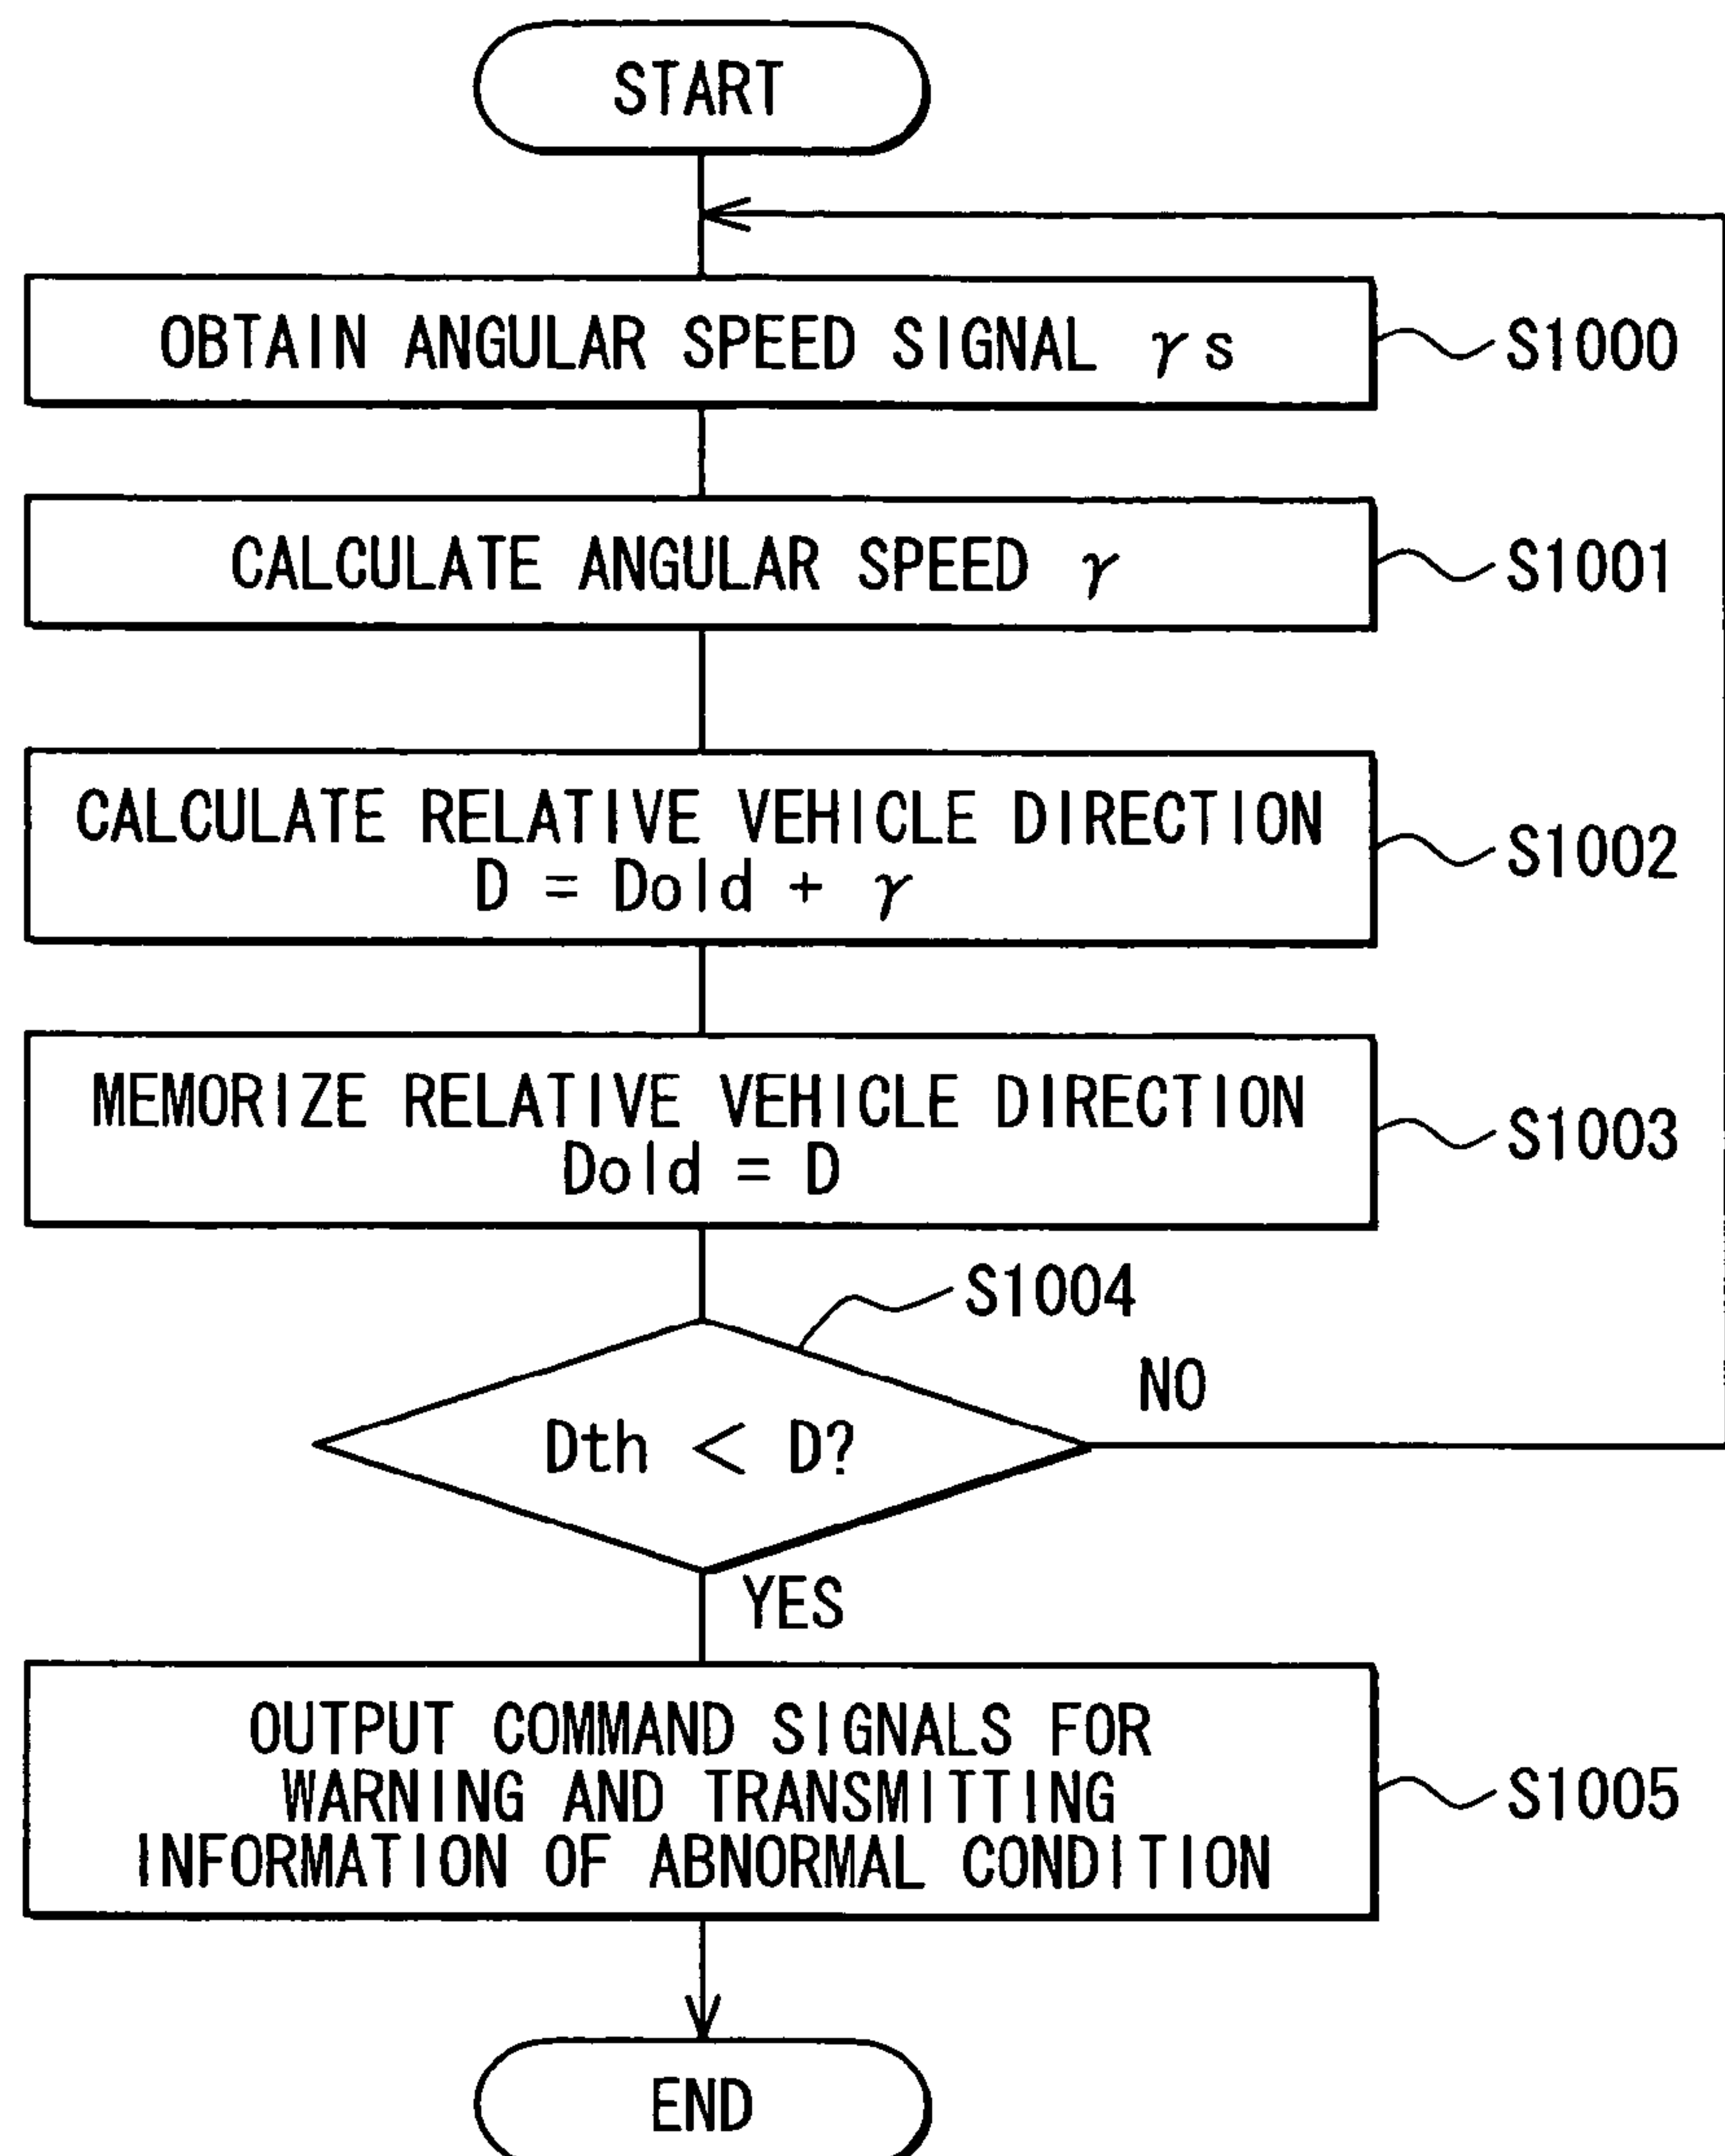 START
OBTAIN ANGULAR SPEED SIGNAL γs
S1000
CALCULATE ANGULAR SPEED γ
S1001
CALCULATE RELATIVE VEHICLE DIRECTION
D = Dold + γ
S1002
MEMORIZE RELATIVE VEHICLE DIRECTION
Dold = D
S1003
S1004
Dth < D?
NO
YES
OUTPUT COMMAND SIGNALS FOR
WARNING AND TRANSMITTING
INFORMATION OF ABNORMAL CONDITION
S1005
END